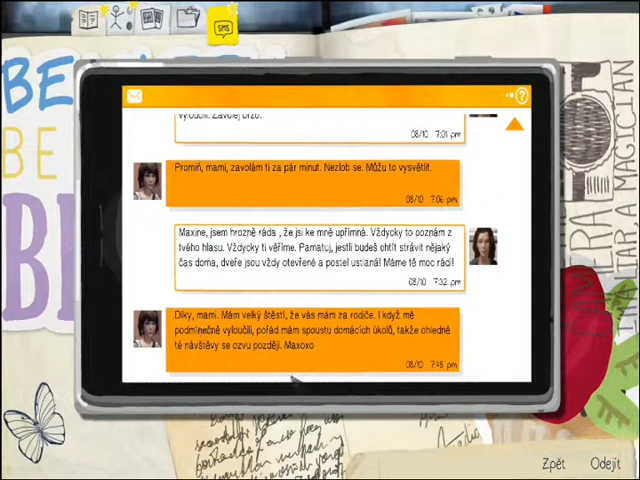 SMS
BE
BE
B
vyloučili. Zavolej brzo.
08/10 7:01 pm
Promiň, mami, zavolám ti za pár minut. Nezlob se. Můžu to vysvětlit.
08/10 7:06 pm
Maxine, jsem hrozně ráda , že jsi ke mně upřímná. Vždycky to poznám z
tvého hlasu. Vždycky ti věříme. Pamatuj, jestli budeš chtít strávit nějaký
čas doma, dveře jsou vždy otevřené a postel ustlaná! Máme tě moc rádi!
08/10 7:32 pm
Díky, mami. Mám velký štěstí, že vás mám za rodiče. I když mě
podmínečně vyloučili, pořád mám spoustu domácích úkolů, takže ohledně
té návštěvy se ozvu později. Maxoxo
08/10 7:48 pm
MAGICIAN
Zpět
Odejít